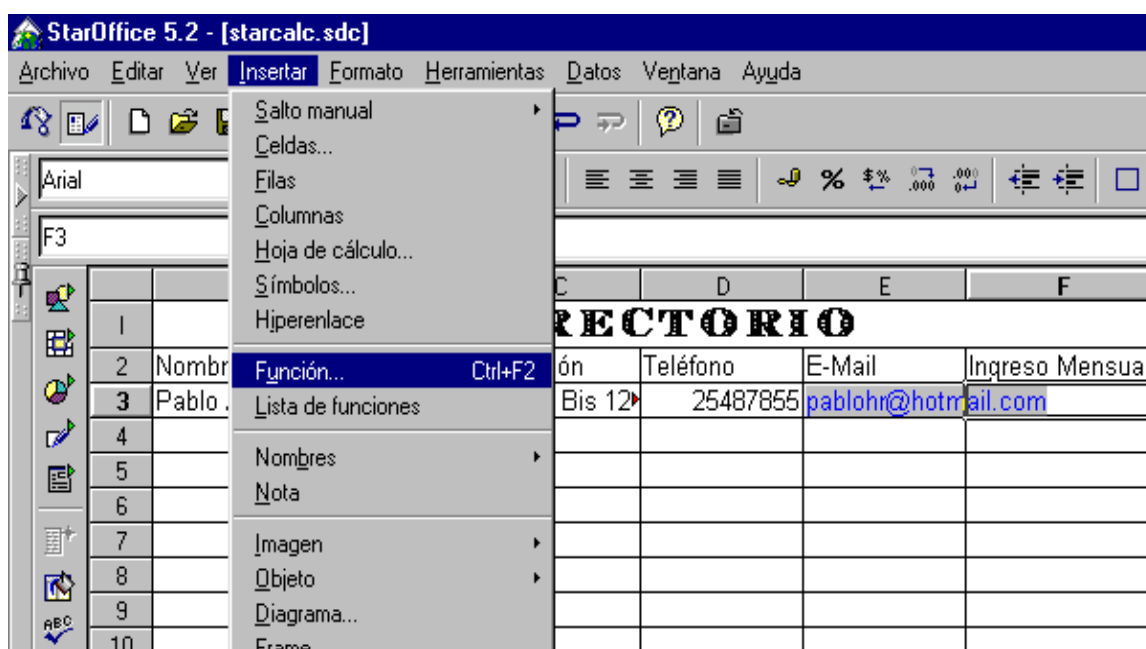 StarOffice 5.2 - [starcalc.sdc]
Archivo Editar Ver Insertar Formato Herramientas Datos Ventana Ayuda
Salto manual
Celdas...
Arial
Filas
Columnas
F3
Hoja de cálculo...
Símbolos...
C D E F
Hiperenlace
1 RECTORIO
2 Nombr ón Teléfono E-Mail Ingreso Mensua
Función... Ctrl+F2
3 Pablo Bis 12 25487855 pablohr@hotmail.com
Lista de funciones
4
5 Nombres
Nota
6
7 Imagen
8 Objeto
9 Diagrama...
ABC
10 Frame